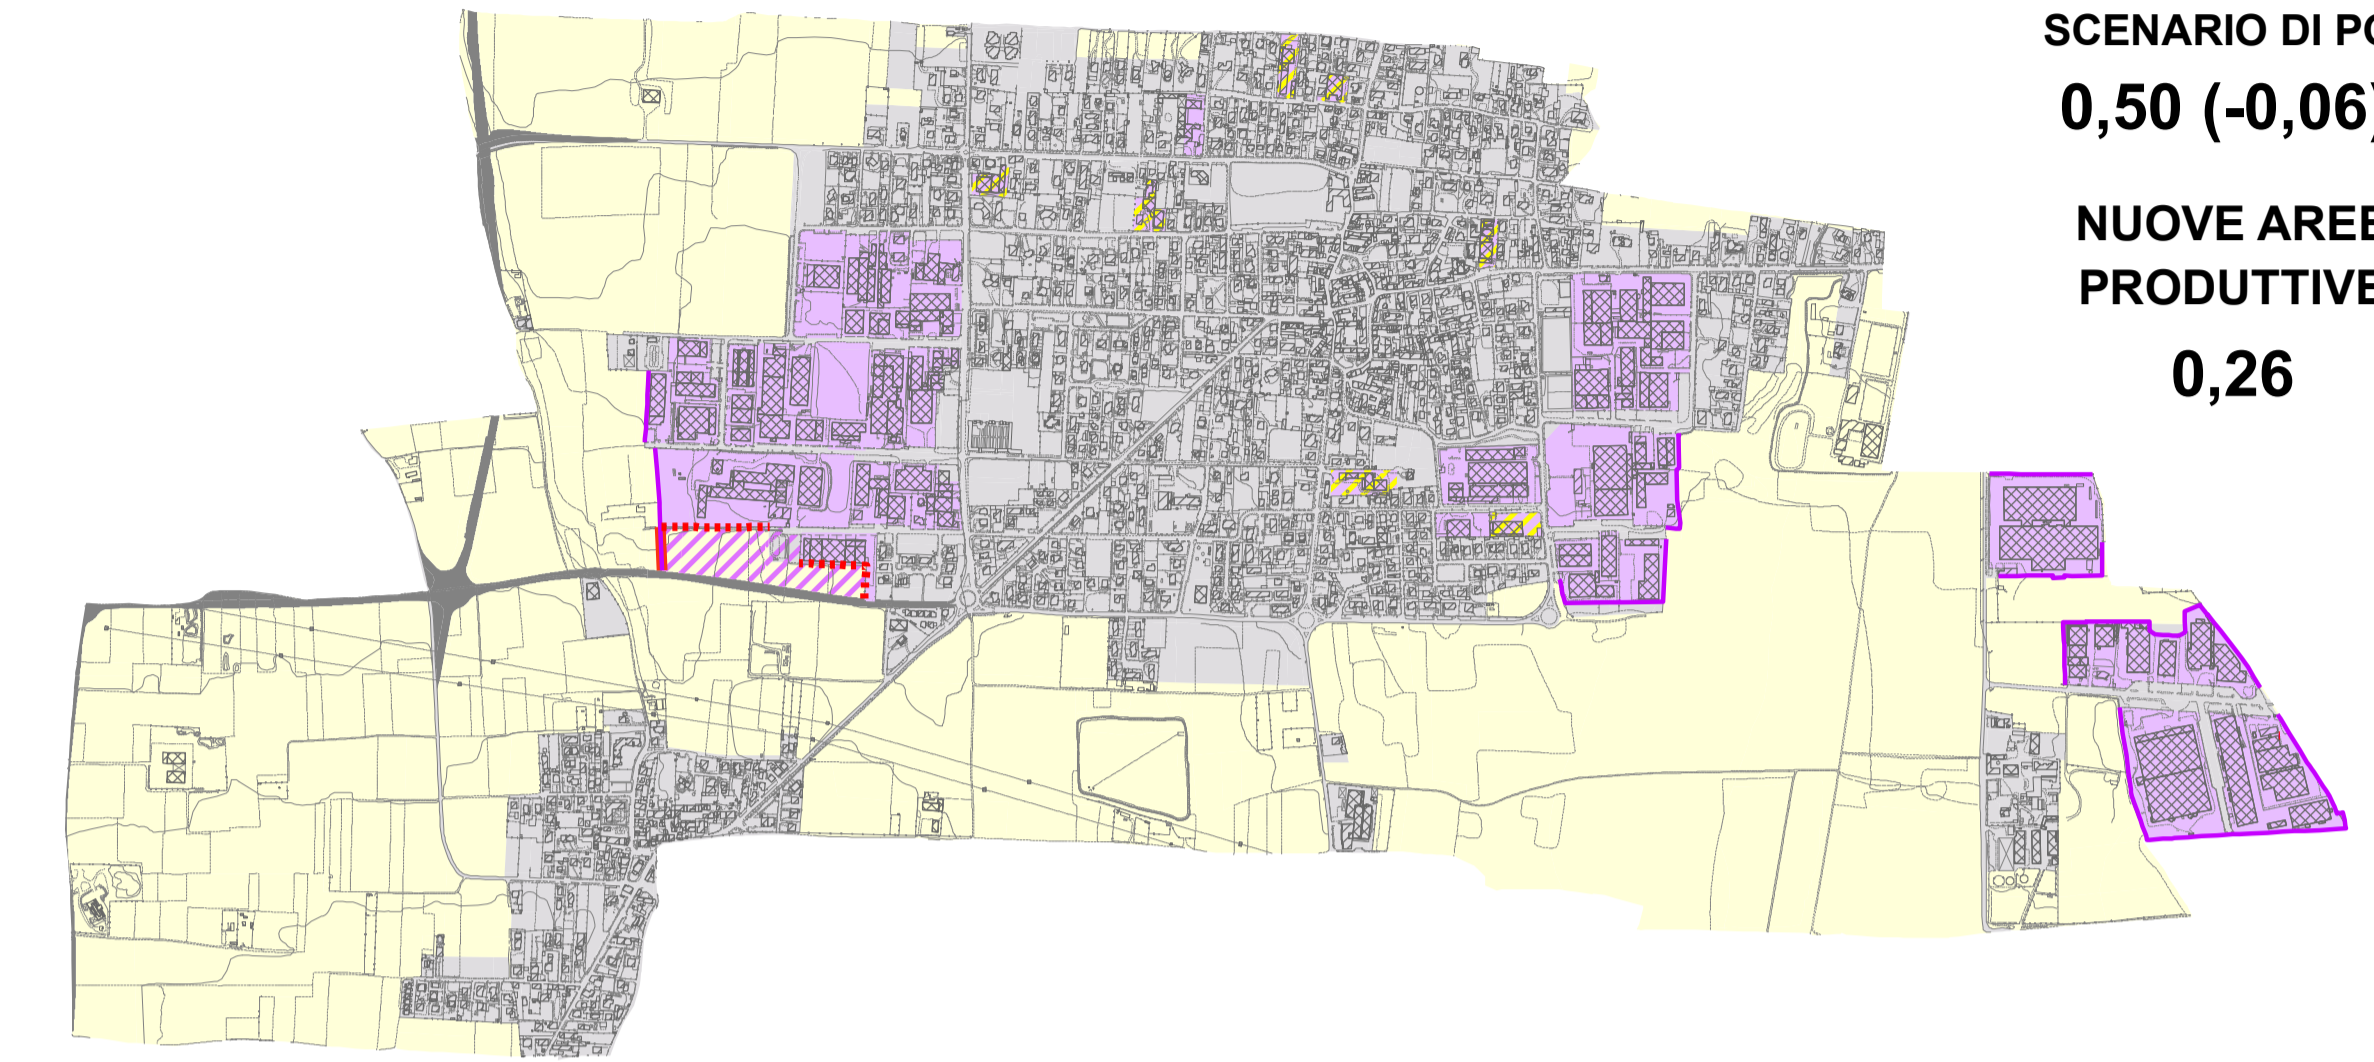 SCENARIO DI
0,50 (-0,06)
NUOVE AREE
PRODUTTIVE
0,26